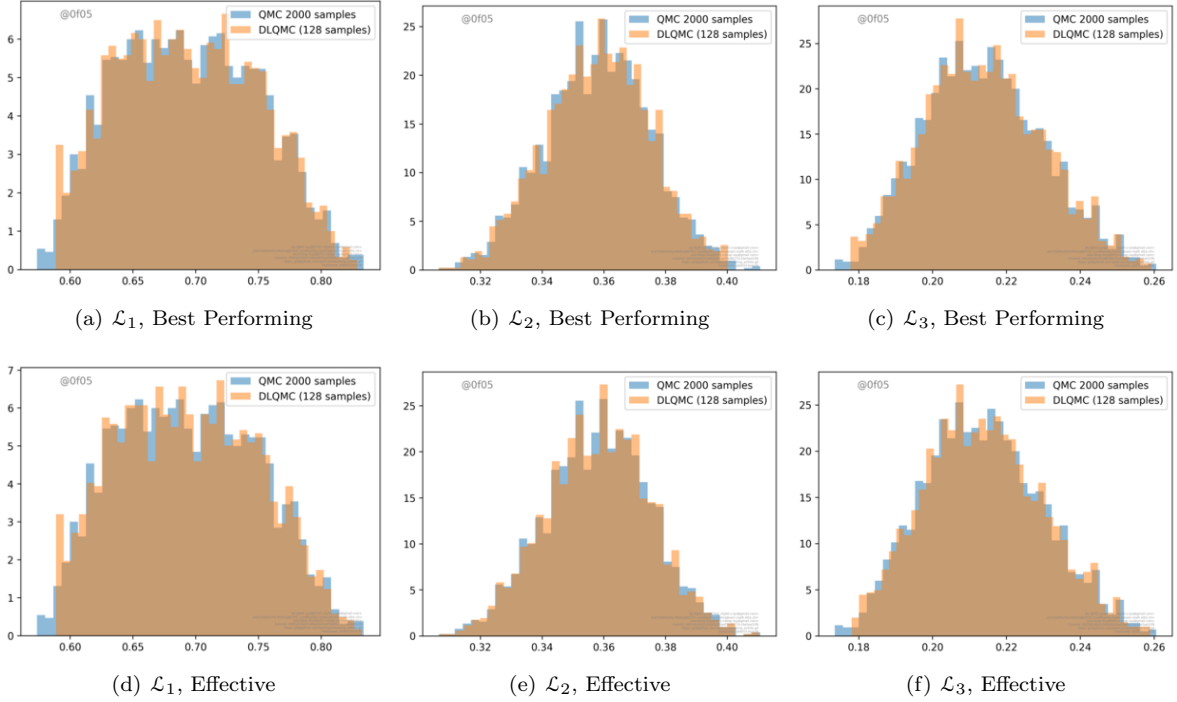 @0f05
QMC 2000 samples
DLQMC (128 samples)
6
5
4
3
2
1
0
0.60 0.65 0.70 0.75 0.80
(a) ℒ₁, Best Performing
@0f05
QMC 2000 samples
DLQMC (128 samples)
25
20
15
10
5
0
0.32 0.34 0.36 0.38 0.40
(b) ℒ₂, Best Performing
@0f05
QMC 2000 samples
DLQMC (128 samples)
25
20
15
10
5
0
0.18 0.20 0.22 0.24 0.26
(c) ℒ₃, Best Performing
@0f05
QMC 2000 samples
DLQMC (128 samples)
7
6
5
4
3
2
1
0
0.60 0.65 0.70 0.75 0.80
(d) ℒ₁, Effective
@0f05
QMC 2000 samples
DLQMC (128 samples)
25
20
15
10
5
0
0.32 0.34 0.36 0.38 0.40
(e) ℒ₂, Effective
@0f05
QMC 2000 samples
DLQMC (128 samples)
25
20
15
10
5
0
0.18 0.20 0.22 0.24 0.26
(f) ℒ₃, Effective